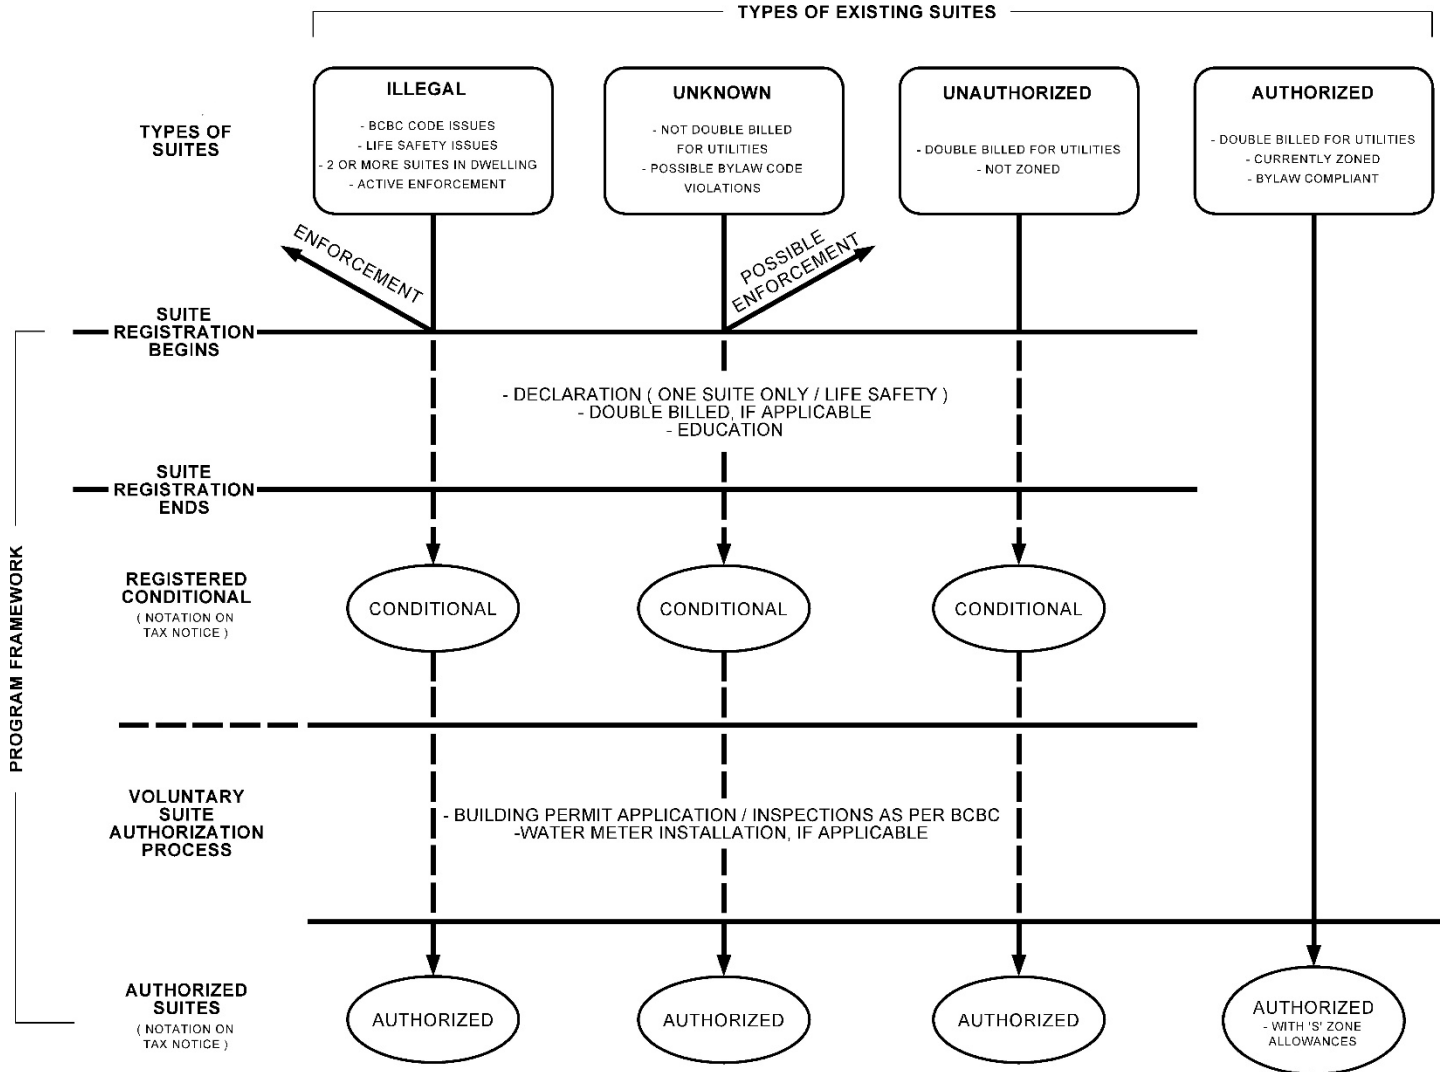 TYPES OF EXISTING SUITES
TYPES OF
SUITES
ILLEGAL
- BCBC CODE ISSUES
- LIFE SAFETY ISSUES
- 2 OR MORE SUITES IN DWELLING
- ACTIVE ENFORCEMENT
UNKNOWN
- NOT DOUBLE BILLED
FOR UTILITIES
- POSSIBLE BYLAW CODE
VIOLATIONS
UNAUTHORIZED
- DOUBLE BILLED FOR UTILITIES
- NOT ZONED
AUTHORIZED
- DOUBLE BILLED FOR UTILITIES
- CURRENTLY ZONED
- BYLAW COMPLIANT
ENFORCEMENT
POSSIBLE
ENFORCEMENT
PROGRAM FRAMEWORK
SUITE
REGISTRATION
BEGINS
- DECLARATION ( ONE SUITE ONLY / LIFE SAFETY )
- DOUBLE BILLED, IF APPLICABLE
- EDUCATION
SUITE
REGISTRATION
ENDS
REGISTERED
CONDITIONAL
( NOTATION ON
TAX NOTICE )
CONDITIONAL
CONDITIONAL
CONDITIONAL
VOLUNTARY
SUITE
AUTHORIZATION
PROCESS
- BUILDING PERMIT APPLICATION / INSPECTIONS AS PER BCBC
-WATER METER INSTALLATION, IF APPLICABLE
AUTHORIZED
SUITES
( NOTATION ON
TAX NOTICE )
AUTHORIZED
AUTHORIZED
AUTHORIZED
AUTHORIZED
- WITH 'S' ZONE
ALLOWANCES